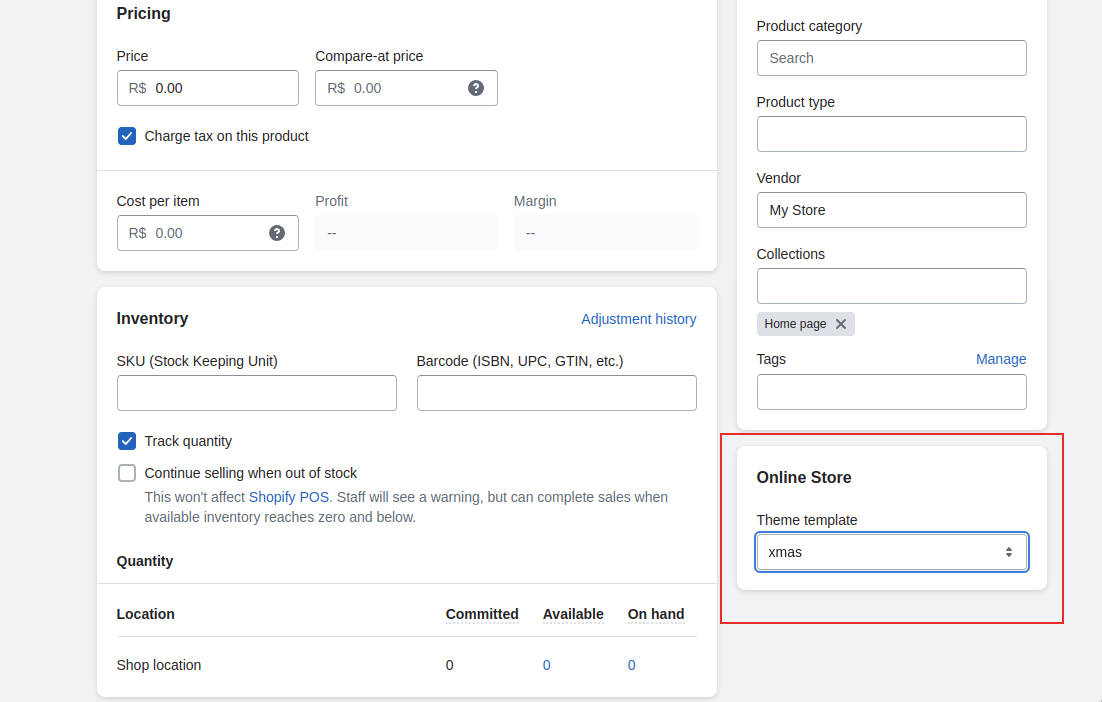 Pricing
Price
Compare-at price
R$ 0.00
R$ 0.00
Charge tax on this product
Cost per item
Profit
Margin
R$ 0.00
--
--
Inventory
Adjustment history
SKU (Stock Keeping Unit)
Barcode (ISBN, UPC, GTIN, etc.)
Track quantity
Continue selling when out of stock
This won't affect Shopify POS. Staff will see a warning, but can complete sales when
available inventory reaches zero and below.
Quantity
Location Committed Available On hand
Shop location 0 0 0
Product category
Search
Product type
Vendor
My Store
Collections
Home page
Tags
Manage
Online Store
Theme template
xmas